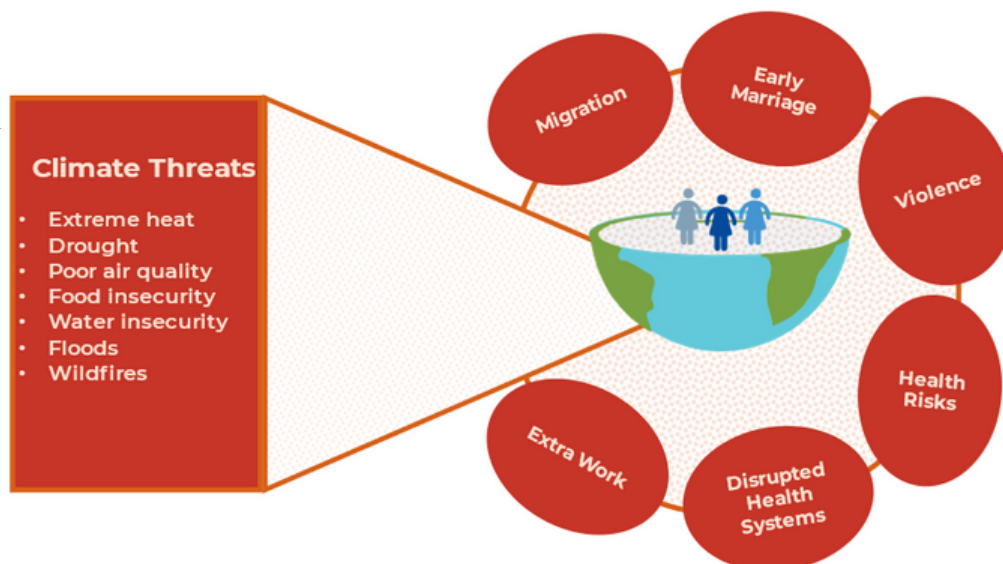 Climate Threats
• Extreme heat
• Drought
• Poor air quality
• Food insecurity
• Water insecurity
• Floods
• Wildfires
Migration
Early
Marriage
Violence
Health
Risks
Disrupted
Health
Systems
Extra Work